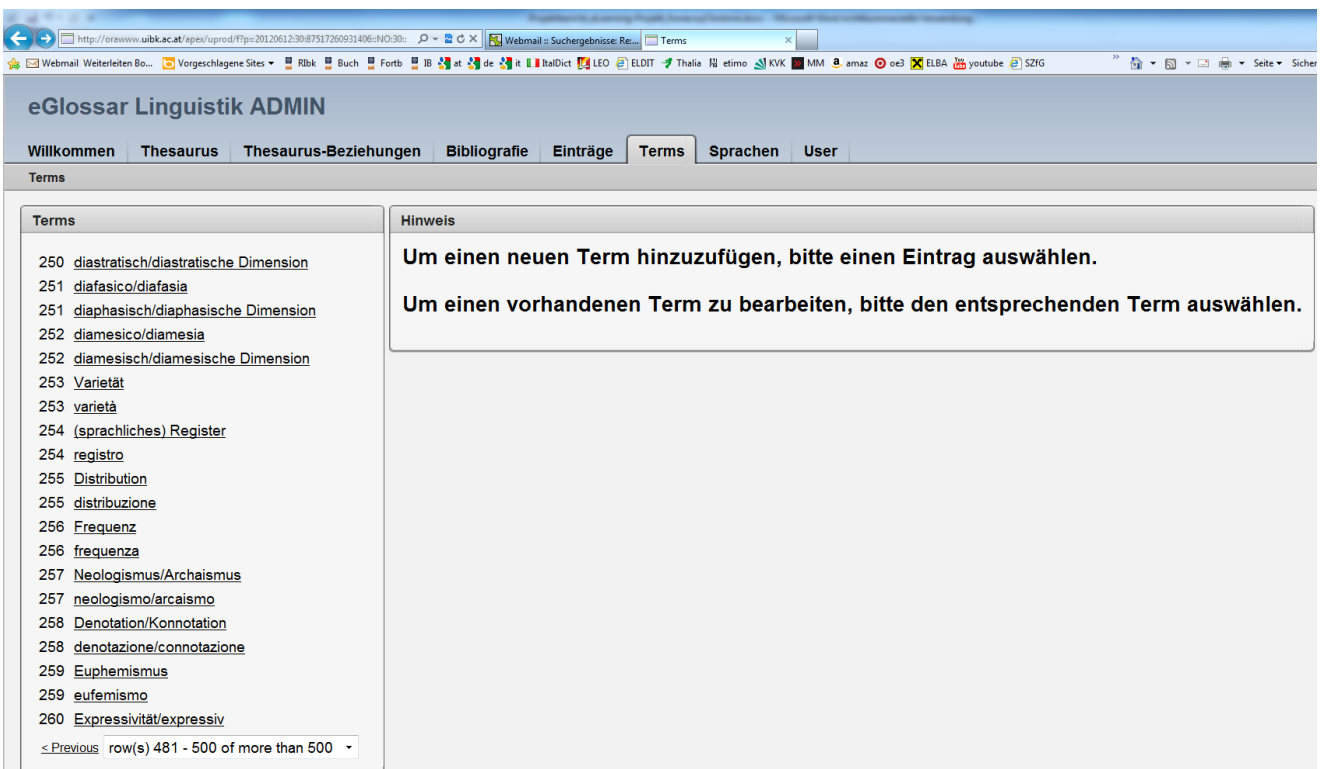 http://orawww.uibk.ac.at/apex/uprod/f?p=20120612:30:87517260931406::NO:30::
Webmail :: Suchergebnisse: Re:...
Terms
Webmail Weiterleiten Bo... Vorgeschlagene Sites RIbk Buch Fortb IB at de it ItalDict LEO ELDIT Thalia etimo KVK MM amaz oe3 ELBA youtube SZfG Seite Sicher
eGlossar Linguistik ADMIN
Willkommen Thesaurus Thesaurus-Beziehungen Bibliografie Einträge Terms Sprachen User
Terms
Terms
250 diastratisch/diastratische Dimension
251 diafasico/diafasia
251 diaphasisch/diaphasische Dimension
252 diamesico/diamesia
252 diamesisch/diamesische Dimension
253 Varietät
253 varietà
254 (sprachliches) Register
254 registro
255 Distribution
255 distribuzione
256 Frequenz
256 frequenza
257 Neologismus/Archaismus
257 neologismo/arcaismo
258 Denotation/Konnotation
258 denotazione/connotazione
259 Euphemismus
259 eufemismo
260 Expressivität/expressiv
< Previous row(s) 481 - 500 of more than 500
Hinweis
Um einen neuen Term hinzuzufügen, bitte einen Eintrag auswählen.
Um einen vorhandenen Term zu bearbeiten, bitte den entsprechenden Term auswählen.